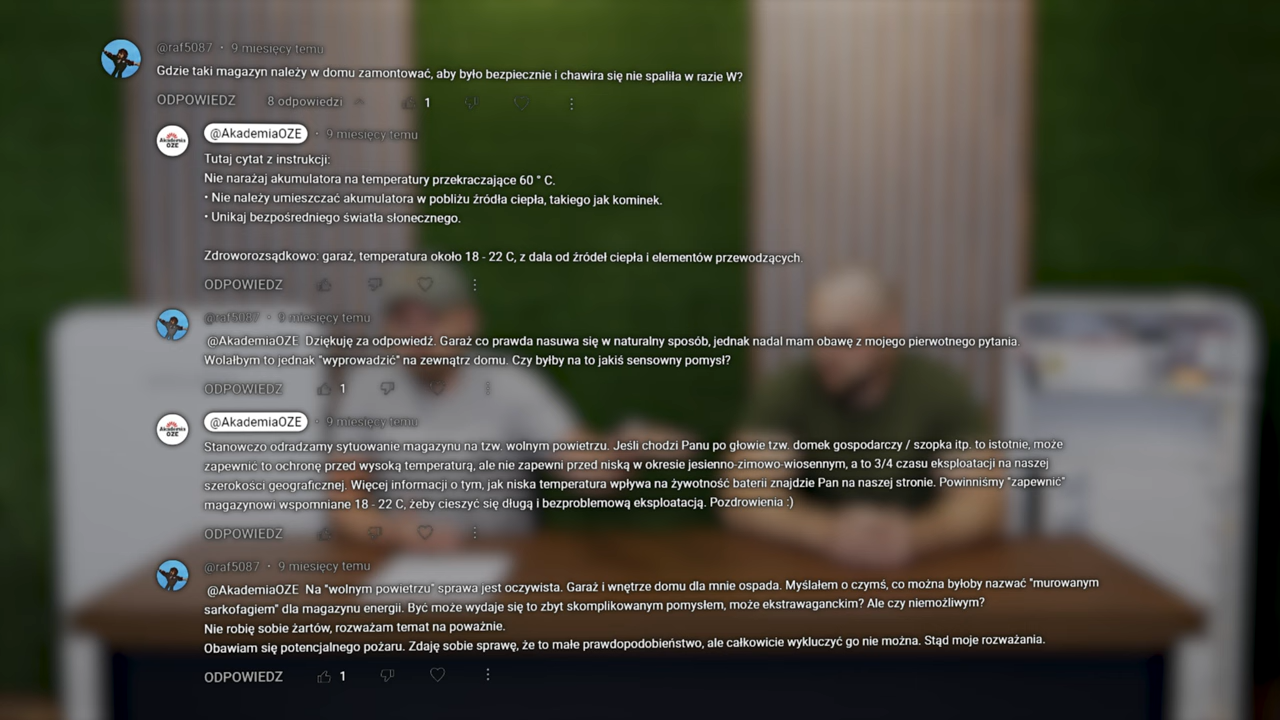 @raf5087 · 9 miesięcy temu
Gdzie taki magazyn należy w domu zamontować, aby było bezpiecznie i chawira się nie spaliła w razie W?
ODPOWIEDZ 8 odpowiedzi 1
Akademia OZE
@AkademiaOZE · 9 miesięcy temu
Tutaj cytat z instrukcji:
Nie narażaj akumulatora na temperatury przekraczające 60 ° C.
• Nie należy umieszczać akumulatora w pobliżu źródła ciepła, takiego jak kominek.
• Unikaj bezpośredniego światła słonecznego.
Zdroworozsądkowo: garaż, temperatura około 18 - 22 C, z dala od źródeł ciepła i elementów przewodzących.
ODPOWIEDZ
@raf5087 · 9 miesięcy temu
@AkademiaOZE Dziękuję za odpowiedź. Garaż co prawda nasuwa się w naturalny sposób, jednak nadal mam obawę z mojego pierwotnego pytania.
Wolałbym to jednak "wyprowadzić" na zewnątrz domu. Czy byłby na to jakiś sensowny pomysł?
ODPOWIEDZ 1
Akademia OZE
@AkademiaOZE · 9 miesięcy temu
Stanowczo odradzamy sytuowanie magazynu na tzw. wolnym powietrzu. Jeśli chodzi Panu po głowie tzw. domek gospodarczy / szopka itp. to istotnie, może
zapewnić to ochronę przed wysoką temperaturą, ale nie zapewni przed niską w okresie jesienno-zimowo-wiosennym, a to 3/4 czasu eksploatacji na naszej
szerokości geograficznej. Więcej informacji o tym, jak niska temperatura wpływa na żywotność baterii znajdzie Pan na naszej stronie. Powinniśmy "zapewnić"
magazynowi wspomniane 18 - 22 C, żeby cieszyć się długą i bezproblemową eksploatacją. Pozdrowienia :)
ODPOWIEDZ
@raf5087 · 9 miesięcy temu
@AkademiaOZE Na "wolnym powietrzu" sprawa jest oczywista. Garaż i wnętrze domu dla mnie ospada. Myślałem o czymś, co można byłoby nazwać "murowanym
sarkofagiem" dla magazynu energii. Być może wydaje się to zbyt skomplikowanym pomysłem, może ekstrawaganckim? Ale czy niemożliwym?
Nie robię sobie żartów, rozważam temat na poważnie.
Obawiam się potencjalnego pożaru. Zdaję sobie sprawę, że to małe prawdopodobieństwo, ale całkowicie wykluczyć go nie można. Stąd moje rozważania.
ODPOWIEDZ 1